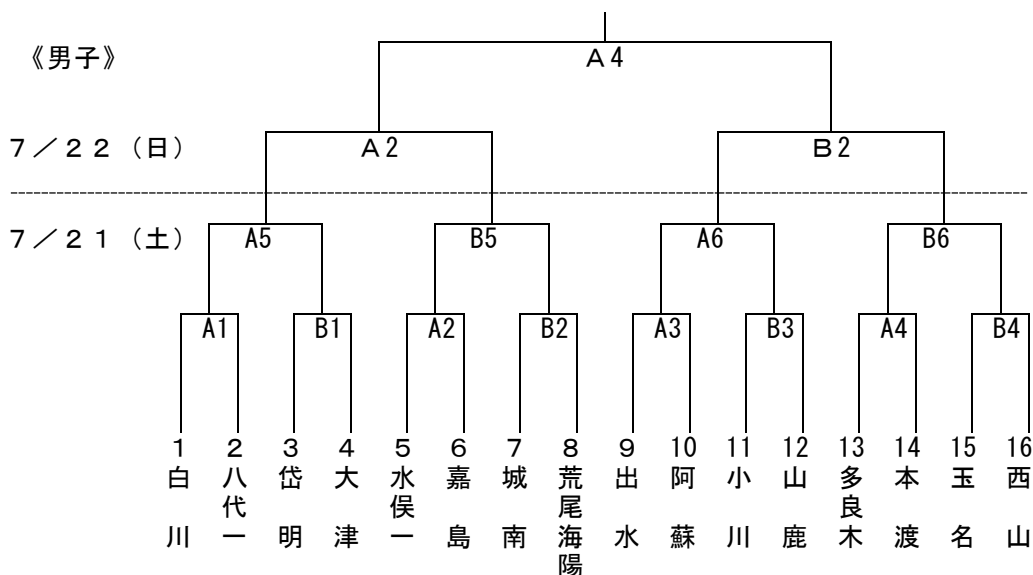 《男子》
A4
7／22（日）
A2
B2
7／21（土）
A5
B5
A6
B6
A1
B1
A2
B2
A3
B3
A4
B4
1 2 3 4 5 6 7 8 9 10 11 12 13 14 15 16
白川
八代一
岱明
大津
水俣一
嘉島
城南
荒尾海陽
出水
阿蘇
小川
山鹿
多良木
本渡
玉名
西山